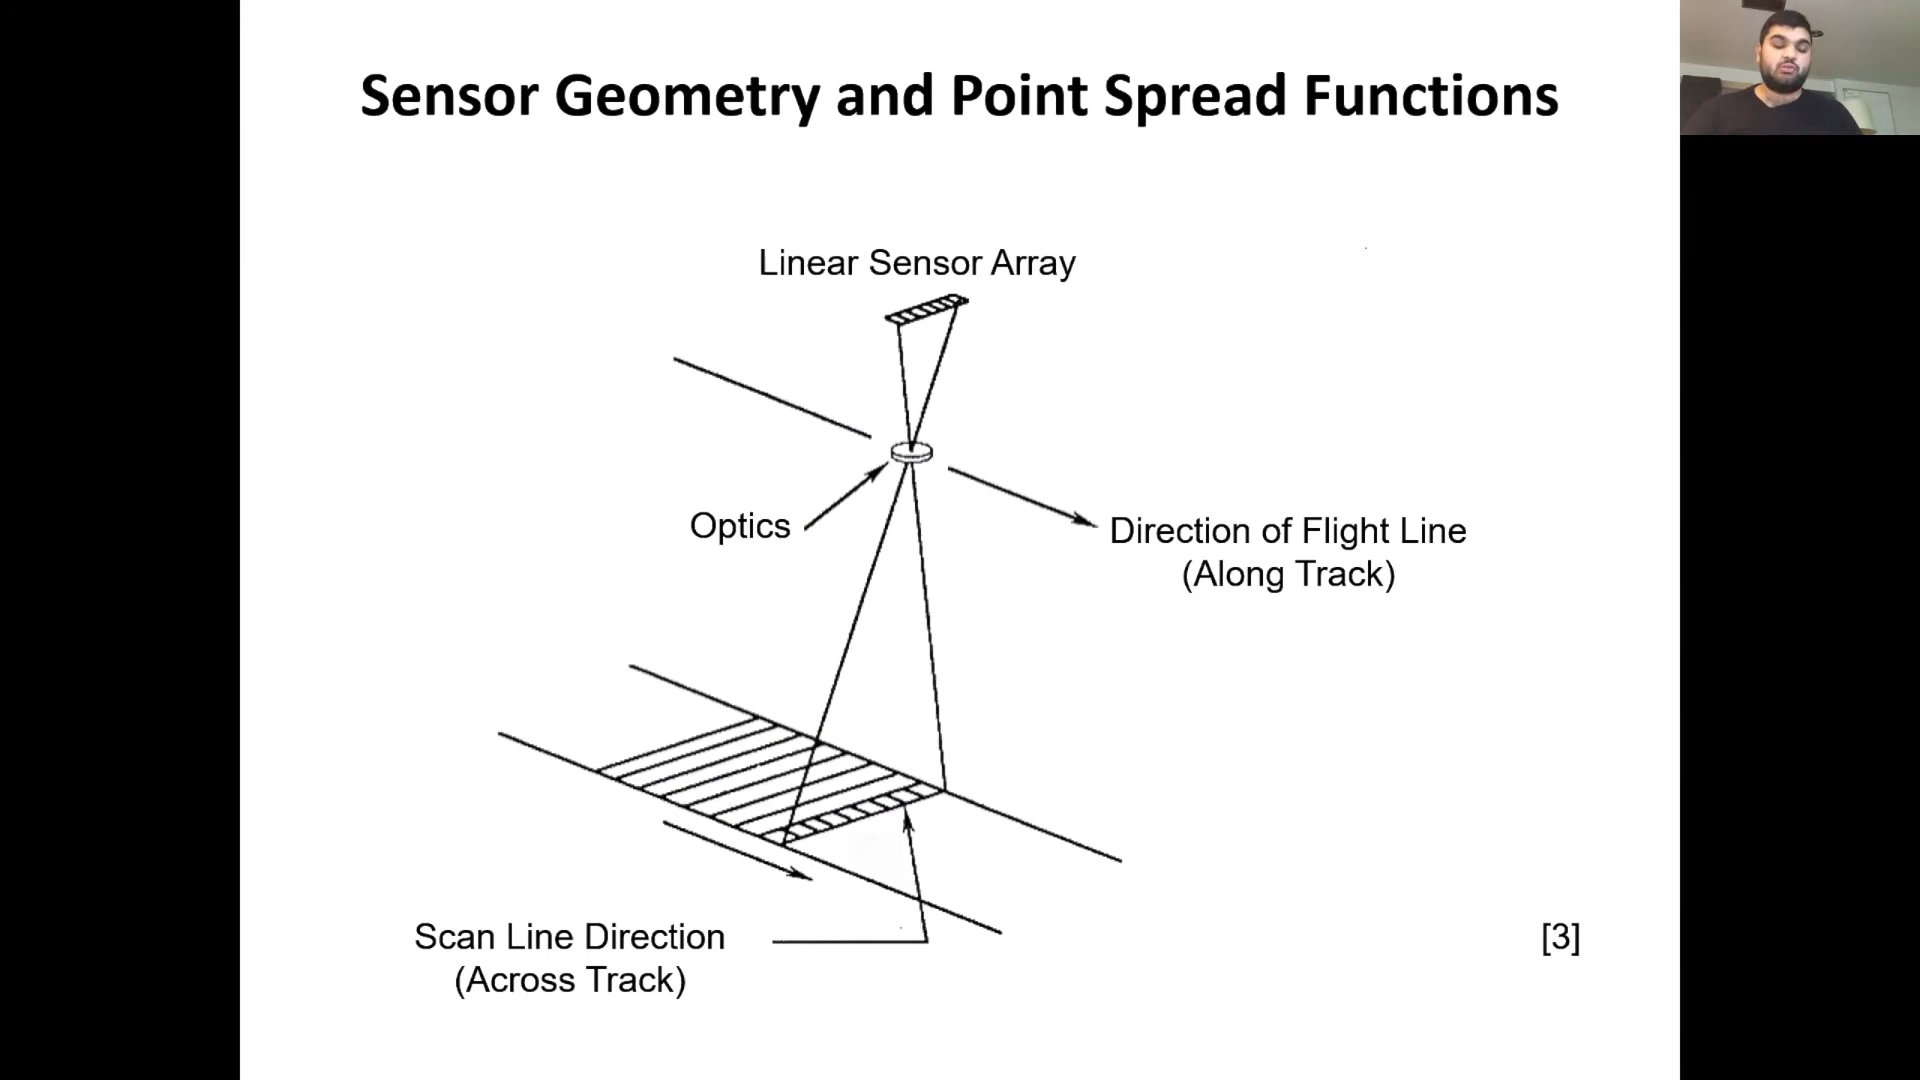 Sensor Geometry and Point Spread Functions
Linear Sensor Array
Optics
Direction of Flight Line
(Along Track)
Scan Line Direction
(Across Track)
[3]